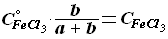 C°FeCl3 · b/(a + b) = CFeCl3